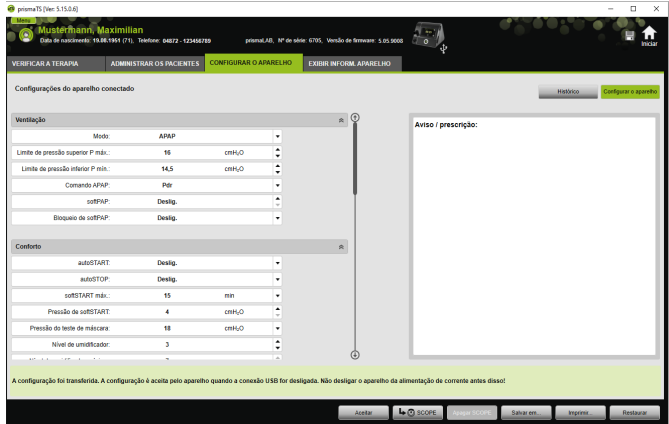 prismaTS [Ver: 5.15.0.6]
Menu
Mustermann, Maximilian
Data de nascimento: 19.08.1951 (71), Telefone: 04872 - 123456789
prismaLAB, Nº de série: 6705, Versão de firmware: 5.05.9008
Iniciar
VERIFICAR A TERAPIA ADMINISTRAR OS PACIENTES CONFIGURAR O APARELHO EXIBIR INFORM. APARELHO
Configurações do aparelho conectado
Histórico Configurar o aparelho
Ventilação
Aviso / prescrição:
Modo: APAP
Limite de pressão superior P máx.: 16 cmH₂O
Limite de pressão inferior P mín.: 14,5 cmH₂O
Comando APAP: Pdr
softPAP: Deslig.
Bloqueio de softPAP: Deslig.
Conforto
autoSTART: Deslig.
autoSTOP: Deslig.
softSTART máx.: 15 min
Pressão de softSTART: 4 cmH₂O
Pressão do teste de máscara: 18 cmH₂O
Nível de umidificador: 3
A configuração foi transferida. A configuração é aceita pelo aparelho quando a conexão USB for desligada. Não desligar o aparelho da alimentação de corrente antes disso!
Aceitar SCOPE Apagar SCOPE Salvar em... Imprimir... Restaurar